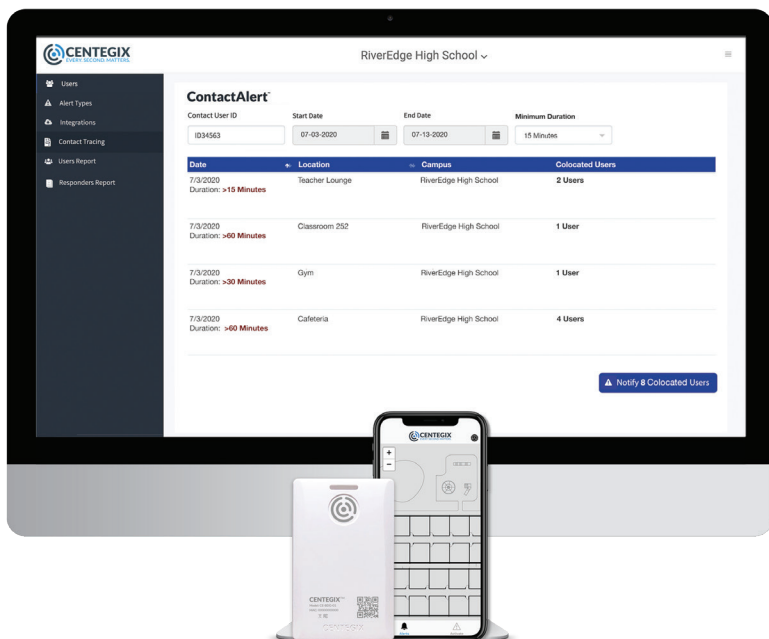 CENTEGIX
EVERY. SECOND. MATTERS.
RiverEdge High School
Users
Alert Types
Integrations
Contact Tracing
Users Report
Responders Report
ContactAlert
Contact User ID
Start Date
End Date
Minimum Duration
ID34563
07-03-2020
07-13-2020
15 Minutes
Date Location Campus Colocated Users
7/3/2020 Teacher Lounge RiverEdge High School 2 Users
Duration: >15 Minutes
7/3/2020 Classroom 252 RiverEdge High School 1 User
Duration: >60 Minutes
7/3/2020 Gym RiverEdge High School 1 User
Duration: >30 Minutes
7/3/2020 Cafeteria RiverEdge High School 4 Users
Duration: >60 Minutes
Notify 8 Colocated Users
CENTEGIX
+
−
CENTEGIX
CENTEGIX
Alerts